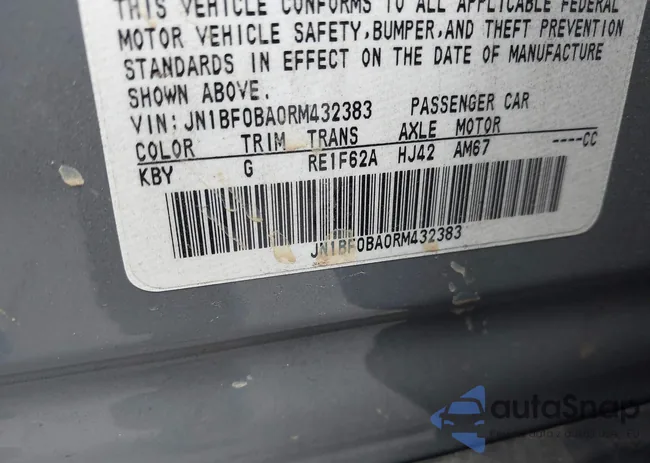 THIS VEHICLE CONFORMS TO ALL APPLICABLE FEDERAL
MOTOR VEHICLE SAFETY, BUMPER, AND THEFT PREVENTION
STANDARDS IN EFFECT ON THE DATE OF MANUFACTURE
SHOWN ABOVE.
VIN: JN1BF0BA0RM432383 PASSENGER CAR
COLOR TRIM TRANS AXLE MOTOR
KBY G RE1F62A HJ42 AM67 ----CC
JN1BF0BA0RM432383
autoSnap